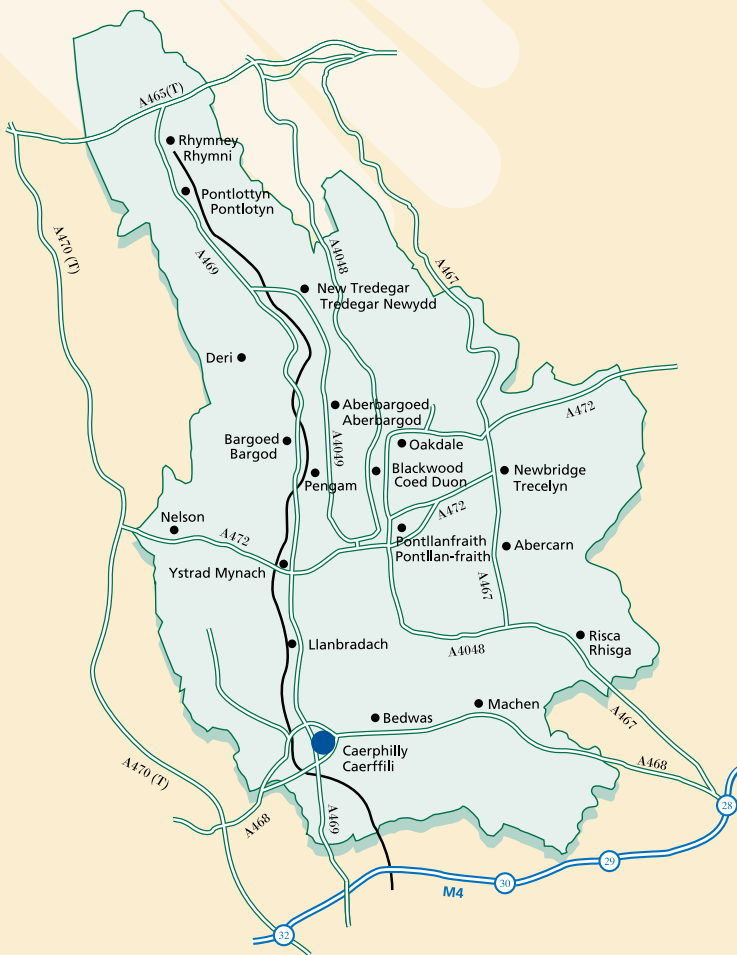 A465(T)
Rhymney
Rhymni
Pontlottyn
Pontlotyn
A470 (T)
A469
A4048
A467
New Tredegar
Tredegar Newydd
Deri
Aberbargoed
Aberbargod
A472
Bargoed
Bargod
A4049
Oakdale
Pengam
Blackwood
Coed Duon
Newbridge
Trecelyn
Nelson
A472
A472
Pontllanfraith
Pontllan-fraith
Abercarn
Ystrad Mynach
A467
Llanbradach
A4048
Risca
Rhisga
Machen
Bedwas
A467
Caerphilly
Caerffili
A468
A470 (T)
A468
A469
28
29
30
M4
32